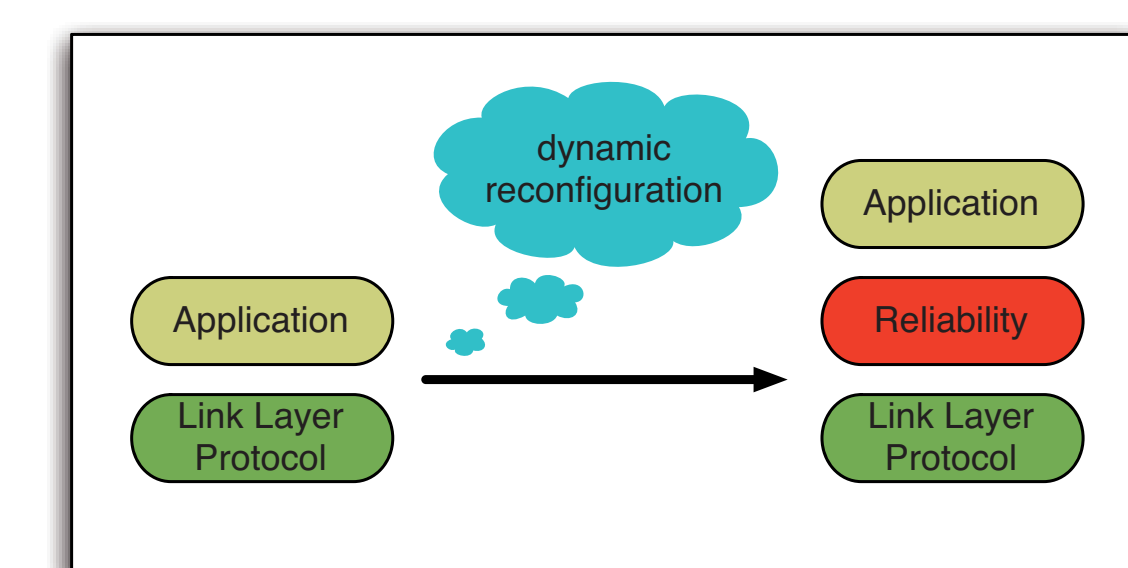 dynamic
reconfiguration
Application
Link Layer
Protocol
Application
Reliability
Link Layer
Protocol